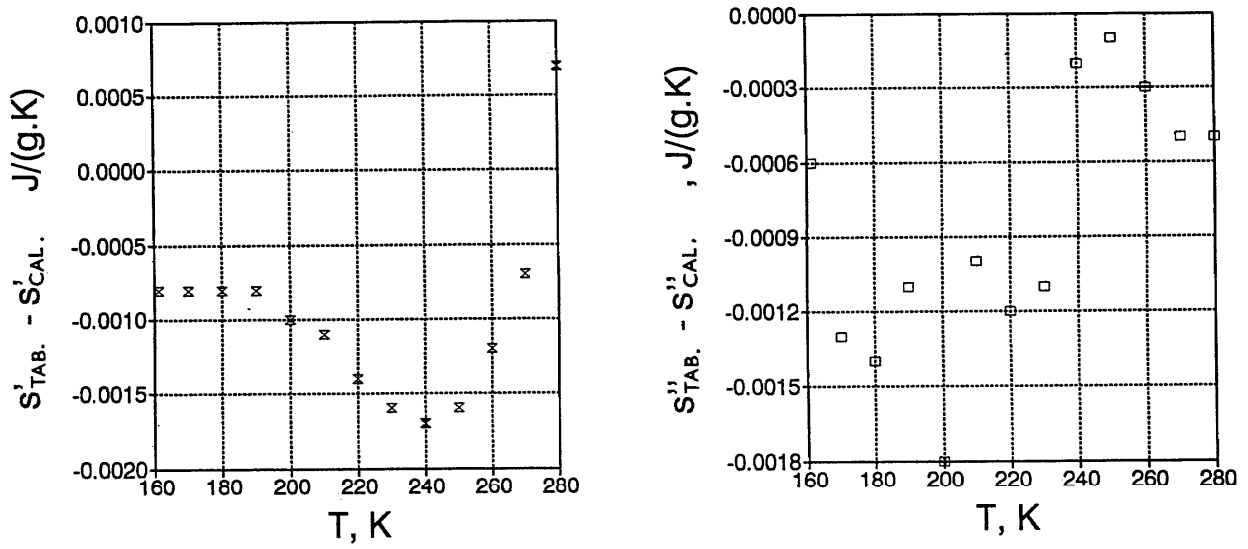 S'TAB. - S'CAL. J/(g.K)
0.0010
0.0005
0.0000
-0.0005
-0.0010
-0.0015
-0.0020
160 180 200 220 240 260 280
T, K
S''TAB. - S''CAL. , J/(g.K)
0.0000
-0.0003
-0.0006
-0.0009
-0.0012
-0.0015
-0.0018
160 180 200 220 240 260 280
T, K